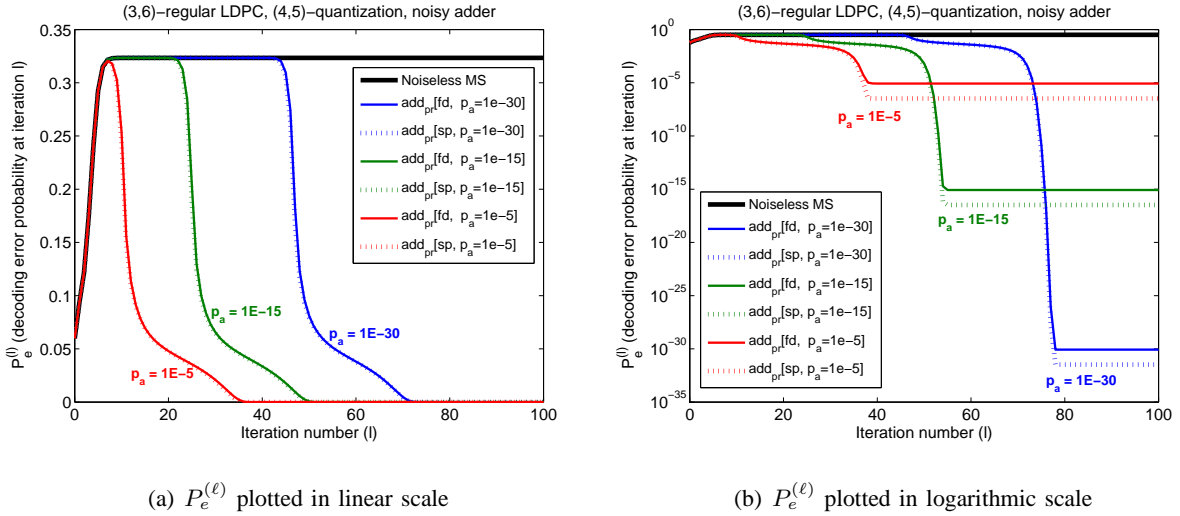 (3,6)−regular LDPC, (4,5)−quantization, noisy adder
0.35
0.3
0.25
0.2
0.15
0.1
0.05
0
P_e^(l) (decoding error probability at iteration l)
Noiseless MS
add_pr[fd, p_a=1e−30]
add_pr[sp, p_a=1e−30]
add_pr[fd, p_a=1e−15]
add_pr[sp, p_a=1e−15]
add_pr[fd, p_a=1e−5]
add_pr[sp, p_a=1e−5]
p_a = 1E−15
p_a = 1E−30
p_a = 1E−5
0 20 40 60 80 100
Iteration number (l)
(a) P_e^(ℓ) plotted in linear scale
(3,6)−regular LDPC, (4,5)−quantization, noisy adder
10^0
10^−5
10^−10
10^−15
10^−20
10^−25
10^−30
10^−35
P_e^(l) (decoding error probability at iteration l)
p_a = 1E−5
p_a = 1E−15
Noiseless MS
add_pr[fd, p_a=1e−30]
add_pr[sp, p_a=1e−30]
add_pr[fd, p_a=1e−15]
add_pr[sp, p_a=1e−15]
add_pr[fd, p_a=1e−5]
add_pr[sp, p_a=1e−5]
p_a = 1E−30
0 20 40 60 80 100
Iteration number (l)
(b) P_e^(ℓ) plotted in logarithmic scale